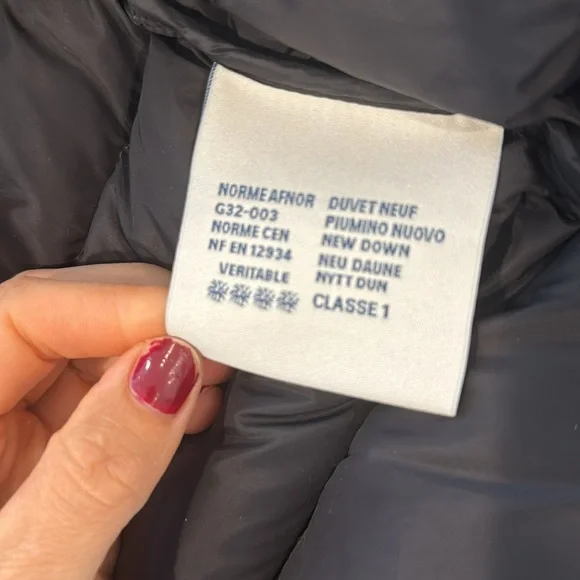 NORME AFNOR
G32-003
NORME CEN
NF EN 12934
VERITABLE
DUVET NEUF
PIUMINO NUOVO
NEW DOWN
NEU DAUNE
NYTT DUN
CLASSE 1